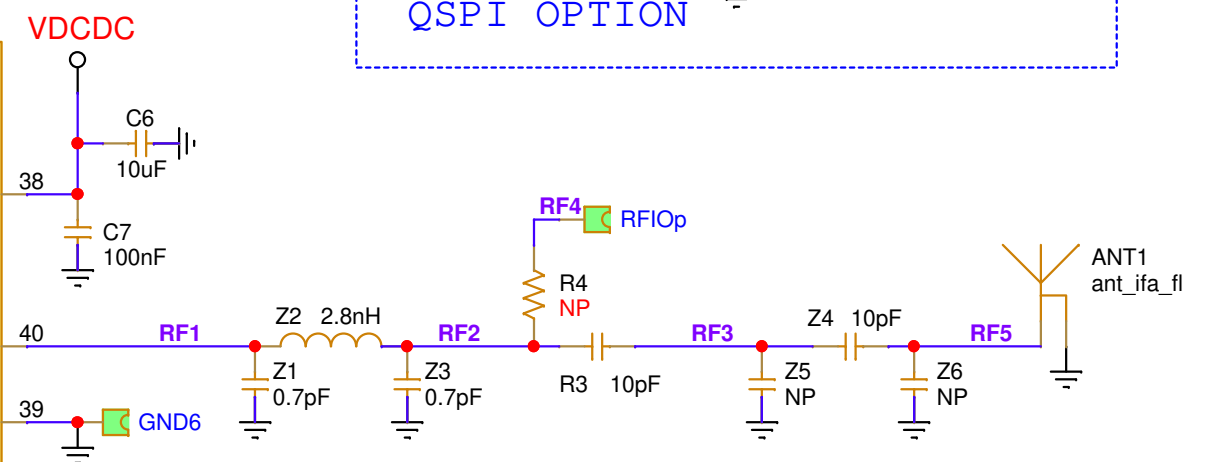 QSPI OPTION
VDCDC
C6
10uF
38
C7
100nF
RF4
RFIOp
R4
NP
ANT1
ant_ifa_fl
40
RF1
Z2 2.8nH
RF2
RF3
Z4 10pF
RF5
Z1
0.7pF
Z3
0.7pF
R3 10pF
Z5
NP
Z6
NP
39
GND6